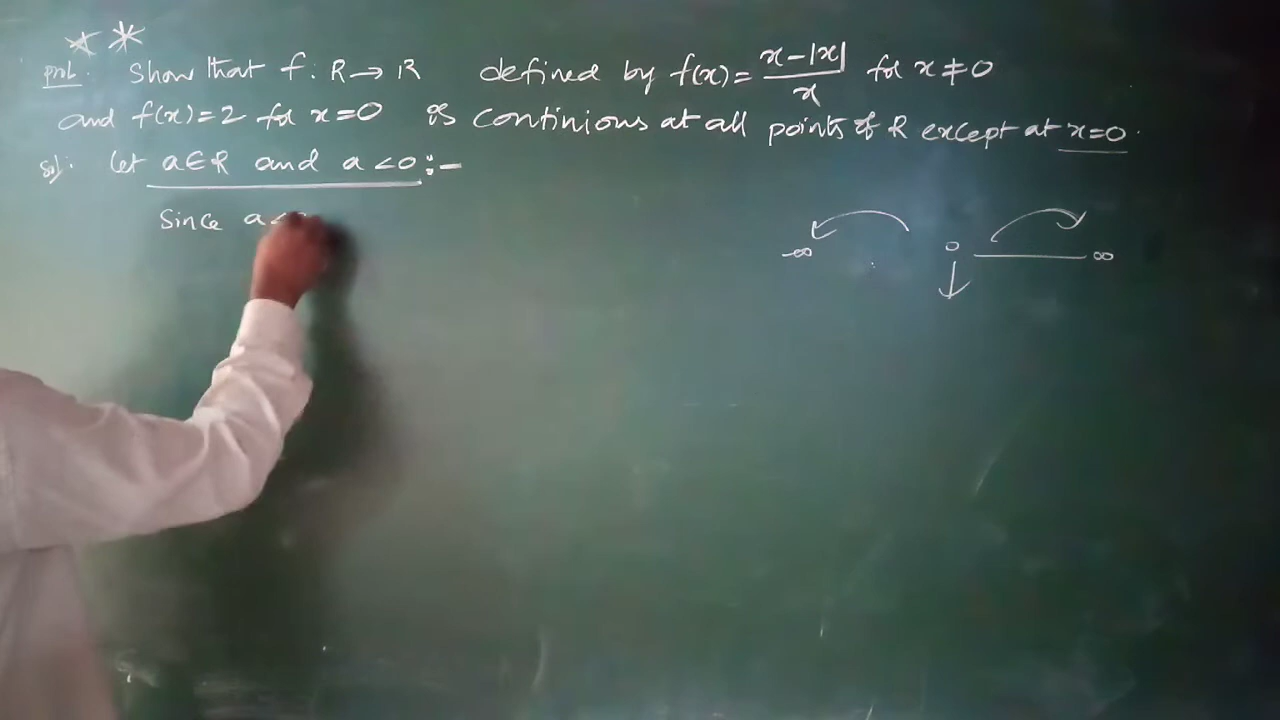 prob: Show that f: R→R defined by f(x)= x-|x|/x for x≠0
and f(x)=2 for x=0 is continious at all points of R except at x=0.
Sol: Let a∈R and a<0:-
Since a<
-∞ 0 ∞